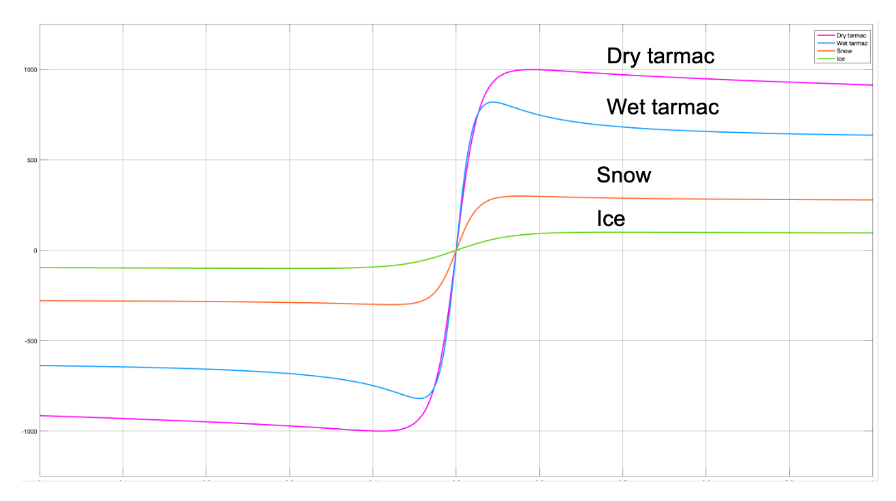 Dry tarmac
Wet tarmac
Snow
Ice
1000
Dry tarmac
Wet tarmac
500
Snow
Ice
0
-500
-1000